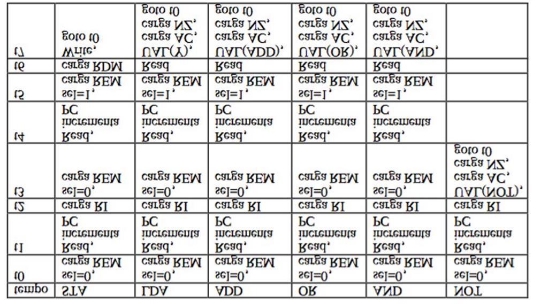 tempo STA LDA ADD OR AND NOT
t0 sel=0, sel=0, sel=0, sel=0, sel=0, sel=0,
carga REM carga REM carga REM carga REM carga REM carga REM
t1 Read, Read, Read, Read, Read, Read,
incrementa incrementa incrementa incrementa incrementa incrementa
PC PC PC PC PC PC
t2 carga RI carga RI carga RI carga RI carga RI carga RI
t3 sel=0, sel=0, sel=0, sel=0, sel=0, UAL(NOT),
carga REM carga REM carga REM carga REM carga REM carga AC,
carga NZ,
goto t0
t4 Read, Read, Read, Read, Read,
incrementa incrementa incrementa incrementa incrementa
PC PC PC PC PC
t5 sel=1, sel=1, sel=1, sel=1, sel=1,
carga REM carga REM carga REM carga REM carga REM
t6 carga RDM Read Read Read Read
t7 Write, UAL(Y), UAL(ADD), UAL(OR), UAL(AND),
goto t0 carga AC, carga AC, carga AC, carga AC,
carga NZ, carga NZ, carga NZ, carga NZ,
goto t0 goto t0 goto t0 goto t0